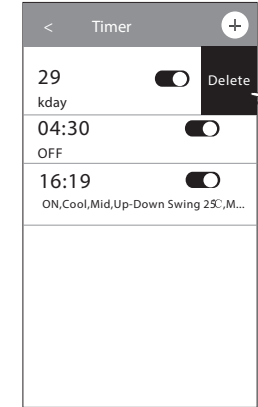 < Timer +
29 Delete
kday
04:30
OFF
16:19
ON,Cool,Mid,Up-Down Swing 25℃,M...